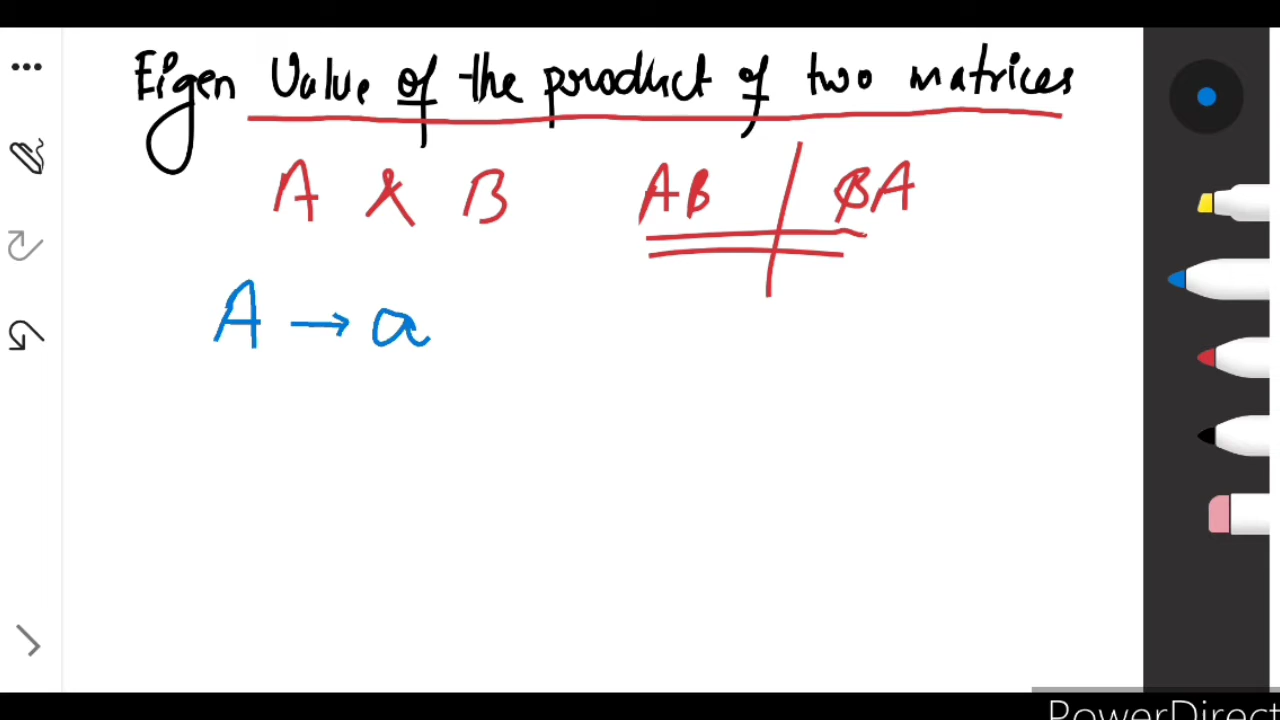 Eigen Value of the product of two matrices
A & B AB | BA
A → a
PowerDirect